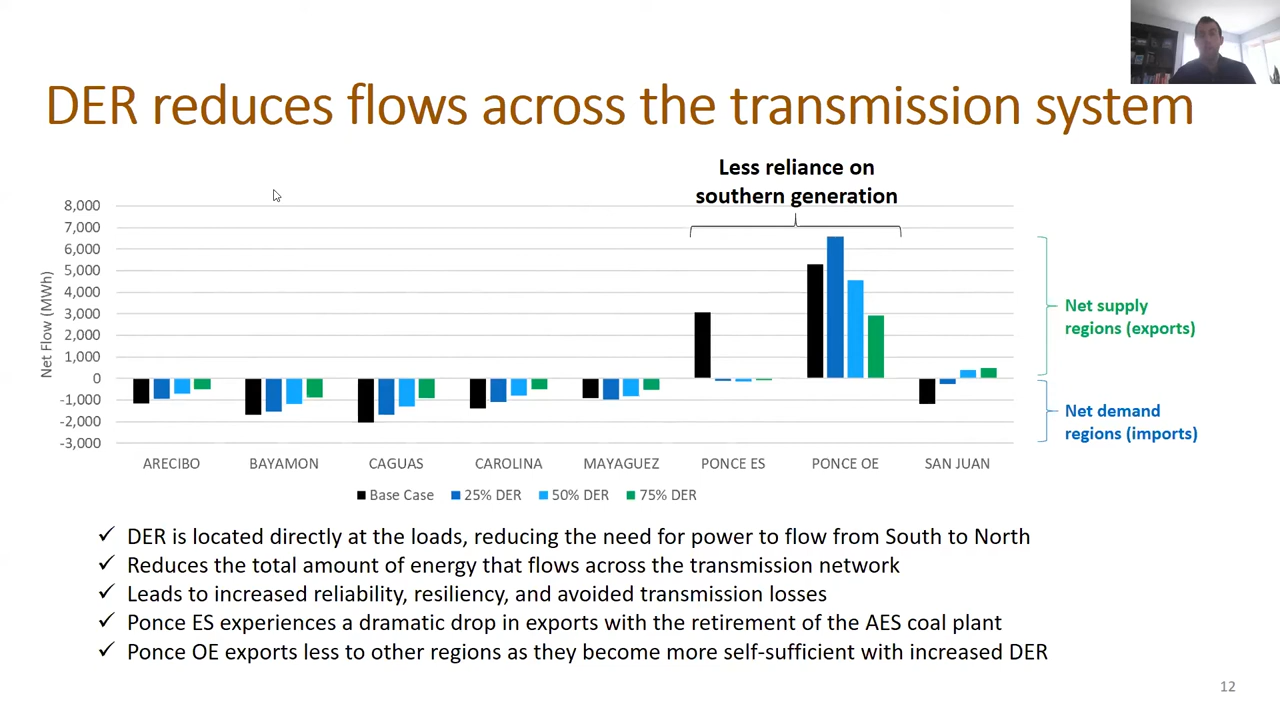 DER reduces flows across the transmission system
Less reliance on
southern generation
8,000
7,000
6,000
5,000
4,000
3,000
2,000
1,000
0
-1,000
-2,000
-3,000
Net Flow (MWh)
ARECIBO BAYAMON CAGUAS CAROLINA MAYAGUEZ PONCE ES PONCE OE SAN JUAN
Base Case 25% DER 50% DER 75% DER
Net supply
regions (exports)
Net demand
regions (imports)
✓ DER is located directly at the loads, reducing the need for power to flow from South to North
✓ Reduces the total amount of energy that flows across the transmission network
✓ Leads to increased reliability, resiliency, and avoided transmission losses
✓ Ponce ES experiences a dramatic drop in exports with the retirement of the AES coal plant
✓ Ponce OE exports less to other regions as they become more self-sufficient with increased DER
12